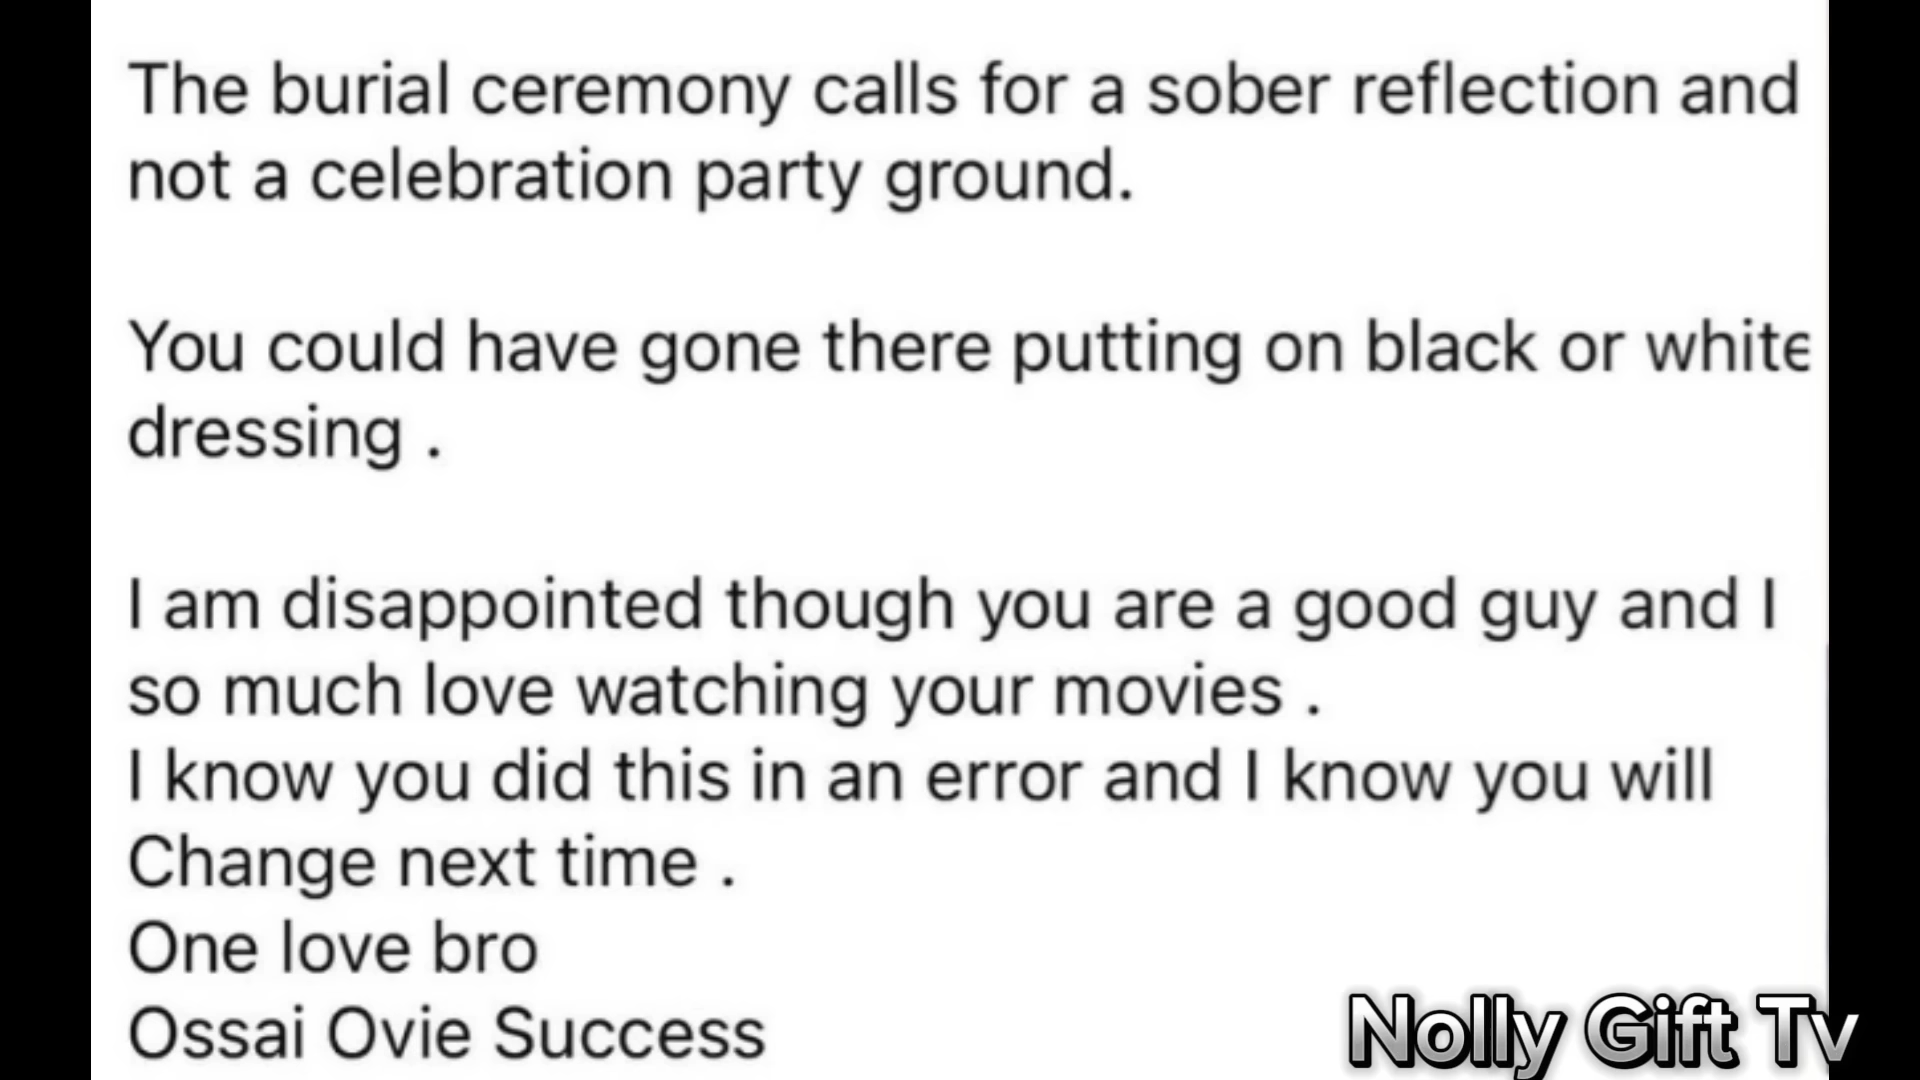 The burial ceremony calls for a sober reflection and
not a celebration party ground.
You could have gone there putting on black or white
dressing .
I am disappointed though you are a good guy and I
so much love watching your movies .
I know you did this in an error and I know you will
Change next time .
One love bro
Ossai Ovie Success
Nolly Gift Tv